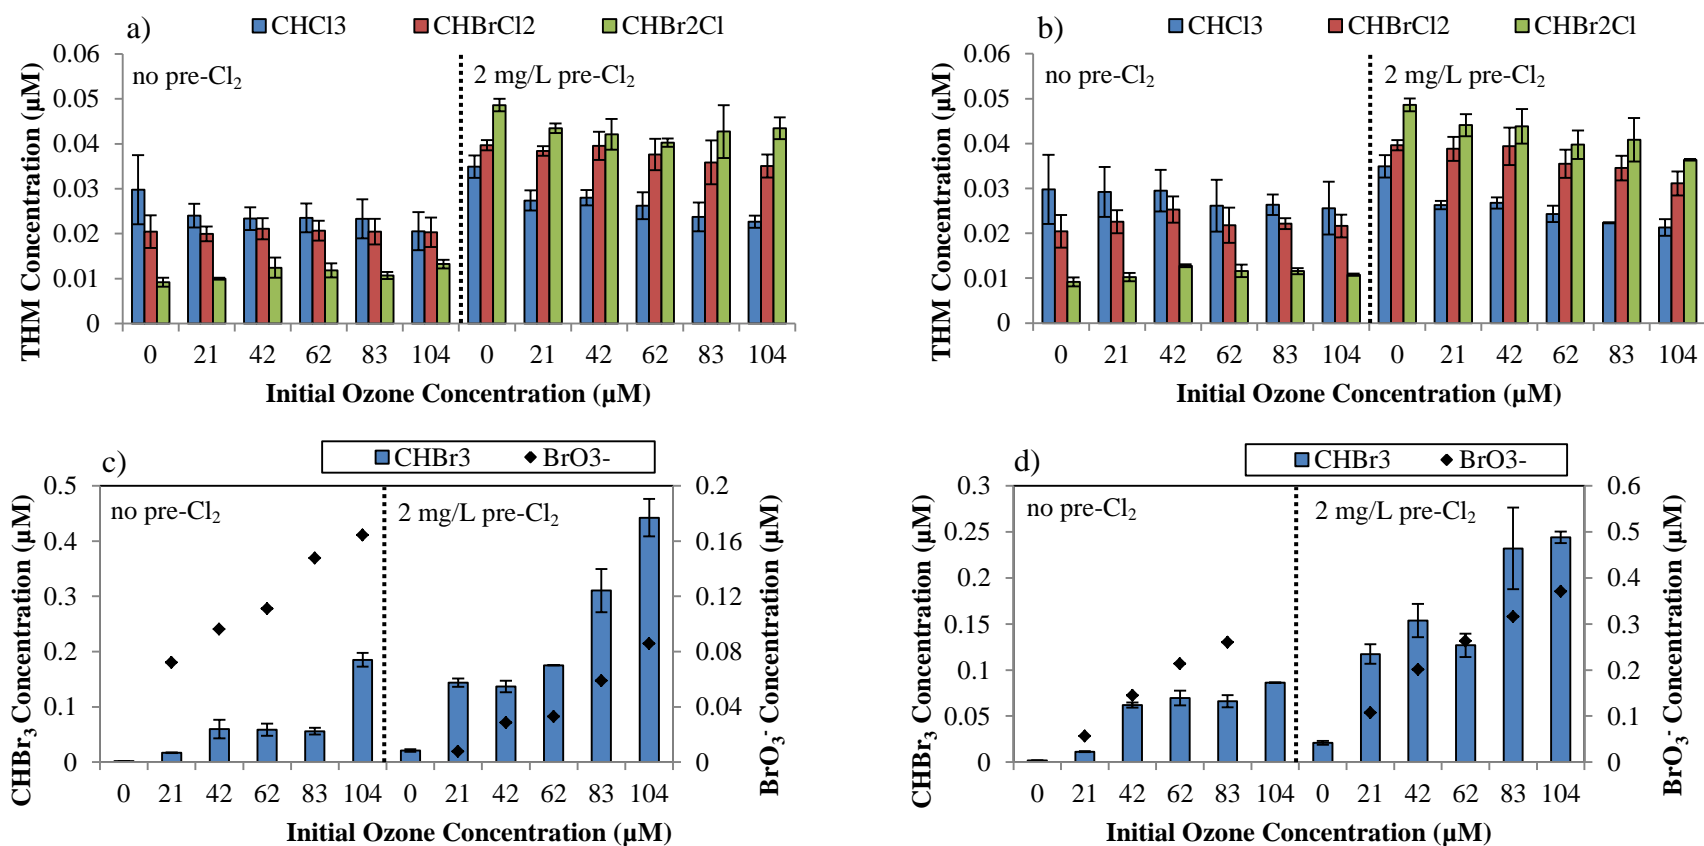 a)
CHCl3 CHBrCl2 CHBr2Cl
THM Concentration (µM)
0.06
0.05
0.04
0.03
0.02
0.01
0
no pre-Cl₂
2 mg/L pre-Cl₂
0 21 42 62 83 104 0 21 42 62 83 104
Initial Ozone Concentration (µM)
b)
CHCl3 CHBrCl2 CHBr2Cl
THM Concentration (µM)
0.06
0.05
0.04
0.03
0.02
0.01
0
no pre-Cl₂
2 mg/L pre-Cl₂
0 21 42 62 83 104 0 21 42 62 83 104
Initial Ozone Concentration (µM)
c)
CHBr3 BrO3-
CHBr₃ Concentration (µM)
0.5
0.4
0.3
0.2
0.1
0
no pre-Cl₂
2 mg/L pre-Cl₂
0.2
0.16
0.12
0.08
0.04
0
BrO₃⁻ Concentration (µM)
0 21 42 62 83 104 0 21 42 62 83 104
Initial Ozone Concentration (µM)
d)
CHBr3 BrO3-
CHBr₃ Concentration (µM)
0.3
0.25
0.2
0.15
0.1
0.05
0
no pre-Cl₂
2 mg/L pre-Cl₂
0.6
0.5
0.4
0.3
0.2
0.1
0
BrO₃⁻ Concentration (µM)
0 21 42 62 83 104 0 21 42 62 83 104
Initial Ozone Concentration (µM)